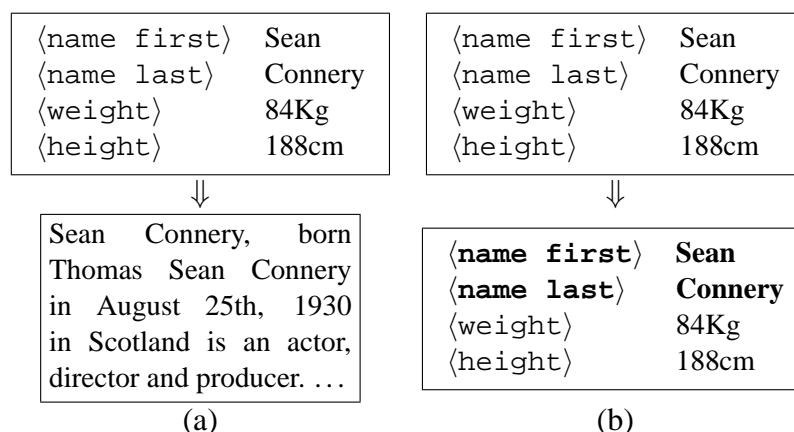 ⟨name first⟩ Sean
⟨name last⟩ Connery
⟨weight⟩ 84Kg
⟨height⟩ 188cm
⇓
Sean Connery, born
Thomas Sean Connery
in August 25th, 1930
in Scotland is an actor,
director and producer. ...
(a)
⟨name first⟩ Sean
⟨name last⟩ Connery
⟨weight⟩ 84Kg
⟨height⟩ 188cm
⇓
⟨name first⟩ Sean
⟨name last⟩ Connery
⟨weight⟩ 84Kg
⟨height⟩ 188cm
(b)